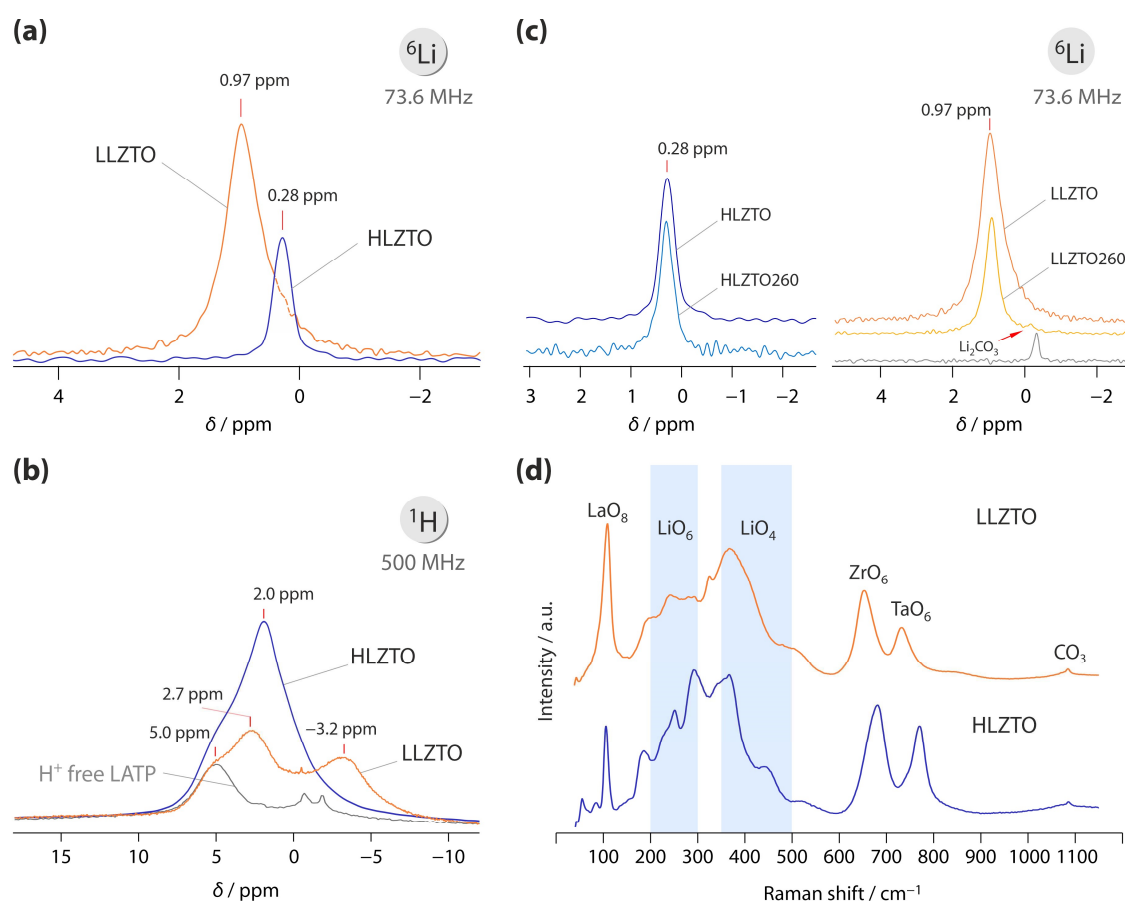 (a)
⁶Li
73.6 MHz
0.97 ppm
LLZTO
0.28 ppm
HLZTO
4 2 0 −2
δ / ppm
(c)
⁶Li
73.6 MHz
0.28 ppm
HLZTO
HLZTO260
3 2 1 0 −1 −2
δ / ppm
0.97 ppm
LLZTO
LLZTO260
Li₂CO₃
4 2 0 −2
δ / ppm
(b)
¹H
500 MHz
2.0 ppm
HLZTO
2.7 ppm
5.0 ppm
−3.2 ppm
LLZTO
H⁺ free LATP
15 10 5 0 −5 −10
δ / ppm
(d)
LaO₈
LiO₆
LiO₄
LLZTO
ZrO₆
TaO₆
CO₃
HLZTO
Intensity / a.u.
100 200 300 400 500 600 700 800 900 1000 1100
Raman shift / cm⁻¹